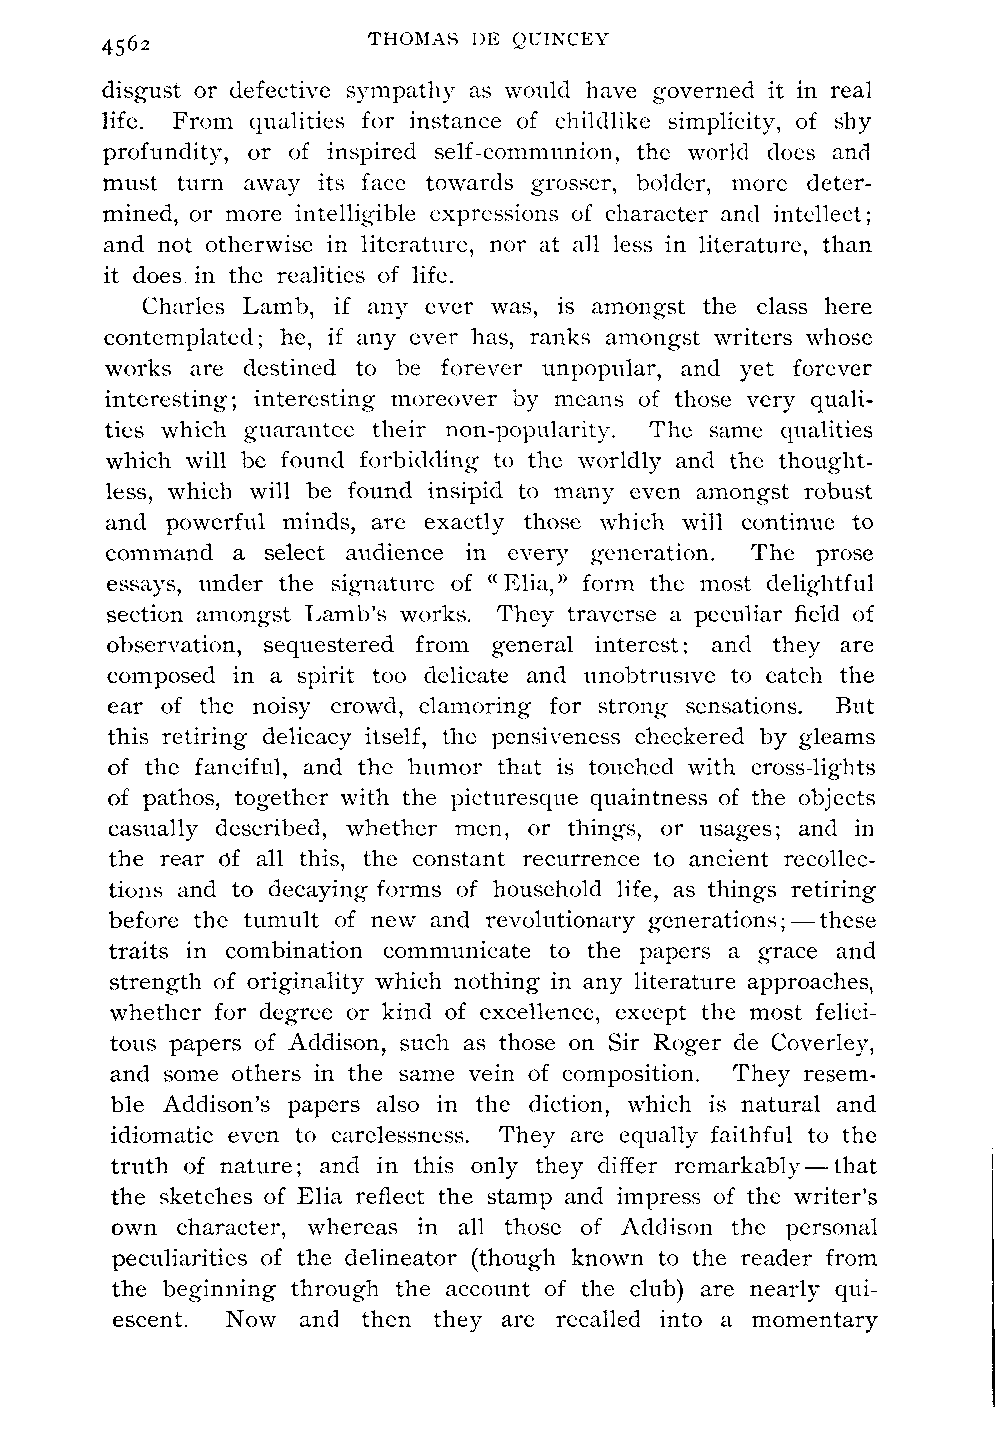 4562
THOMAS DE QUINCEY
disgust or defective sympathy as would have governed it in real
life. From qualities for instance of childlike simplicity, of shy
profundity, or of inspired self-communion, the world does and
must turn away its face towards grosser, bolder, more deter-
mined, or more intelligible expressions of character and intellect;
and not otherwise in literature, nor at all less in literature, than
it does in the realities of life.
Charles Lamb, if any ever was, is amongst the class here
contemplated; he, if any ever has, ranks amongst writers whose
works are destined to be forever unpopular, and yet forever
interesting; interesting moreover by means of those very quali-
ties which guarantee their non-popularity. The same qualities
which will be found forbidding to the worldly and the thought-
less, which will be found insipid to many even amongst robust
and powerful minds, are exactly those which will continue to
command a select audience in every generation. The prose
essays, under the signature of "Elia," form the most delightful
section amongst Lamb's works. They traverse a peculiar field of
observation, sequestered from general interest; and they are
composed in a spirit too delicate and unobtrusive to catch the
ear of the noisy crowd, clamoring for strong sensations. But
this retiring delicacy itself, the pensiveness checkered by gleams
of the fanciful, and the humor that is touched with cross-lights
of pathos, together with the picturesque quaintness of the objects
casually described, whether men, or things, or usages; and in
the rear of all this, the constant recurrence to ancient recollec-
tions and to decaying forms of household life, as things retiring
before the tumult of new and revolutionary generations;—these
traits in combination communicate to the papers a grace and
strength of originality which nothing in any literature approaches,
whether for degree or kind of excellence, except the most felici-
tous papers of Addison, such as those on Sir Roger de Coverley,
and some others in the same vein of composition. They resem-
ble Addison's papers also in the diction, which is natural and
idiomatic even to carelessness. They are equally faithful to the
truth of nature; and in this only they differ remarkably—that
the sketches of Elia reflect the stamp and impress of the writer's
own character, whereas in all those of Addison the personal
peculiarities of the delineator (though known to the reader from
the beginning through the account of the club) are nearly qui-
escent. Now and then they are recalled into a momentary